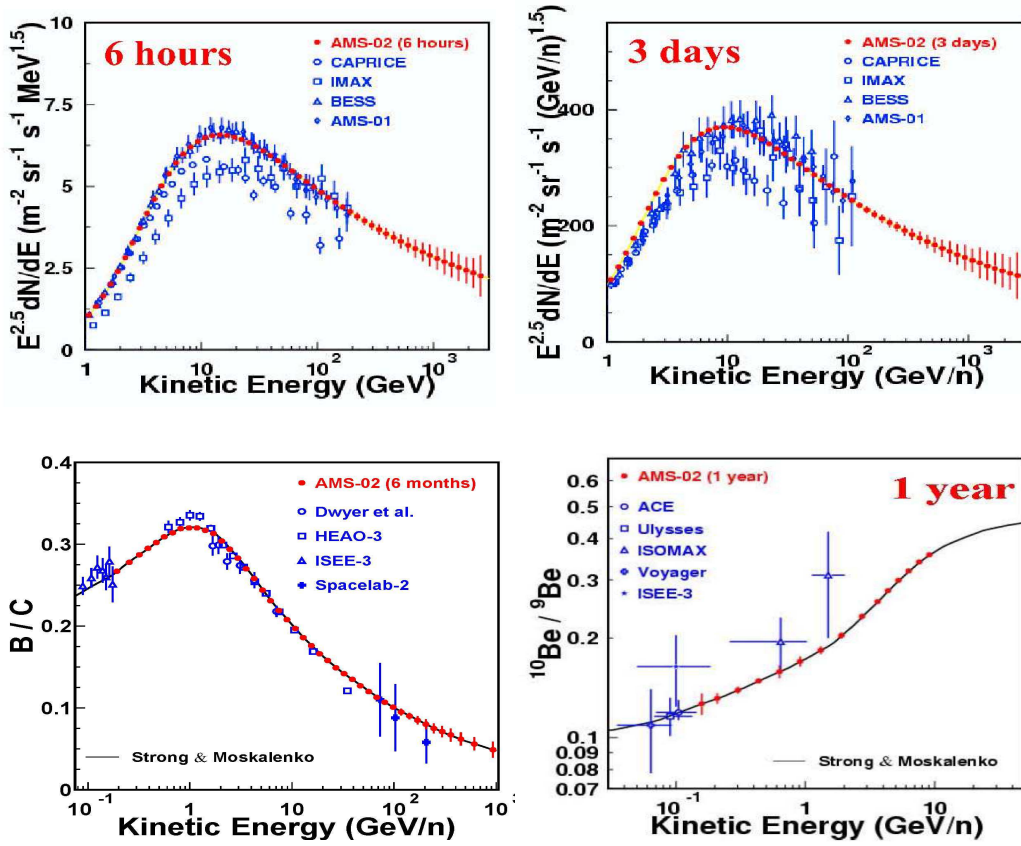 6 hours
AMS-02 (6 hours)
CAPRICE
IMAX
BESS
AMS-01
E^2.5 dN/dE (m^-2 sr^-1 s^-1 MeV^1.5)
10
7.5
5
2.5
0
1 10 10^2 10^3
Kinetic Energy (GeV)
3 days
AMS-02 (3 days)
CAPRICE
IMAX
BESS
AMS-01
E^2.5 dN/dE (m^-2 sr^-1 s^-1 (GeV/n)^1.5)
400
200
0
1 10 10^2 10^3
Kinetic Energy (GeV/n)
AMS-02 (6 months)
Dwyer et al.
HEAO-3
ISEE-3
Spacelab-2
B / C
0.4
0.3
0.2
0.1
0
Strong & Moskalenko
10^-1 1 10 10^2 10^3
Kinetic Energy (GeV/n)
1 year
AMS-02 (1 year)
ACE
Ulysses
ISOMAX
Voyager
ISEE-3
^10Be / ^9Be
0.6
0.5
0.4
0.3
0.2
0.1
0.09
0.08
0.07
Strong & Moskalenko
10^-1 1 10
Kinetic Energy (GeV/n)